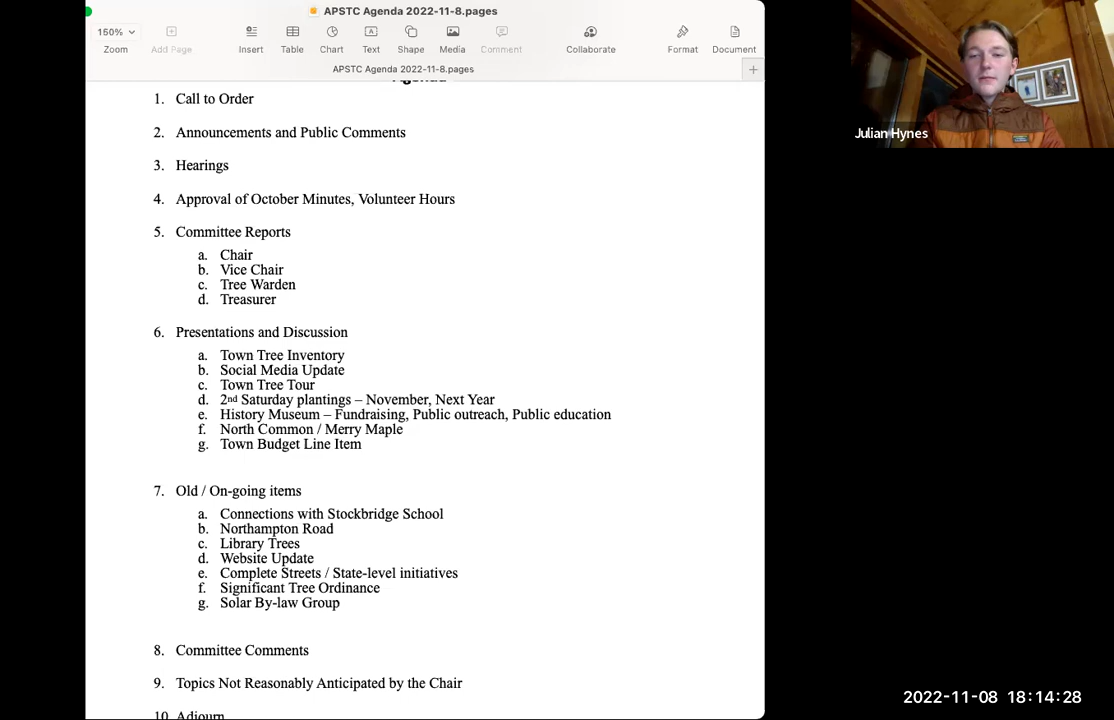 APSTC Agenda 2022-11-8.pages
150%
Zoom
Add Page
Insert
Table
Chart
Text
Shape
Media
Comment
Collaborate
Format
Document
APSTC Agenda 2022-11-8.pages
Agenda
1. Call to Order
2. Announcements and Public Comments
3. Hearings
4. Approval of October Minutes, Volunteer Hours
5. Committee Reports
a. Chair
b. Vice Chair
c. Tree Warden
d. Treasurer
6. Presentations and Discussion
a. Town Tree Inventory
b. Social Media Update
c. Town Tree Tour
d. 2nd Saturday plantings – November, Next Year
e. History Museum – Fundraising, Public outreach, Public education
f. North Common / Merry Maple
g. Town Budget Line Item
7. Old / On-going items
a. Connections with Stockbridge School
b. Northampton Road
c. Library Trees
d. Website Update
e. Complete Streets / State-level initiatives
f. Significant Tree Ordinance
g. Solar By-law Group
8. Committee Comments
9. Topics Not Reasonably Anticipated by the Chair
10. Adjourn
Julian Hynes
2022-11-08 18:14:28